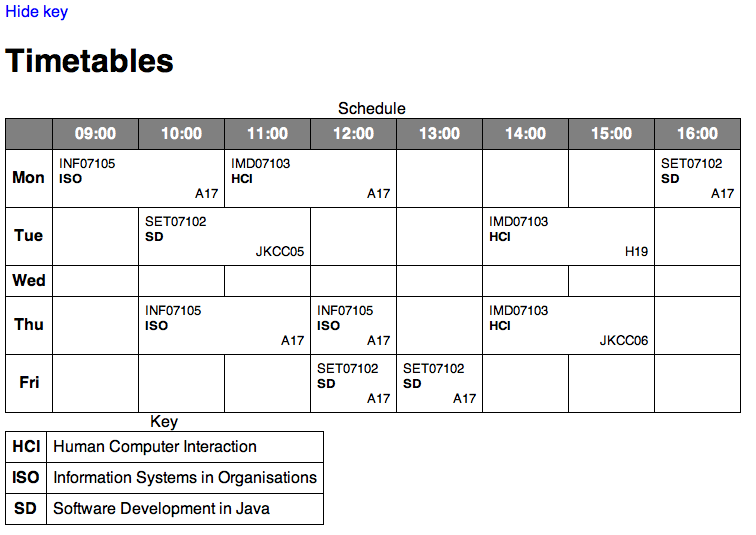 Hide key
Timetables
Schedule
09:00 10:00 11:00 12:00 13:00 14:00 15:00 16:00
Mon
INF07105
ISO
A17
IMD07103
HCI
A17
SET07102
SD
A17
Tue
SET07102
SD
JKCC05
IMD07103
HCI
H19
Wed
Thu
INF07105
ISO
A17
INF07105
ISO
A17
IMD07103
HCI
JKCC06
Fri
SET07102
SD
A17
SET07102
SD
A17
Key
HCI Human Computer Interaction
ISO Information Systems in Organisations
SD Software Development in Java